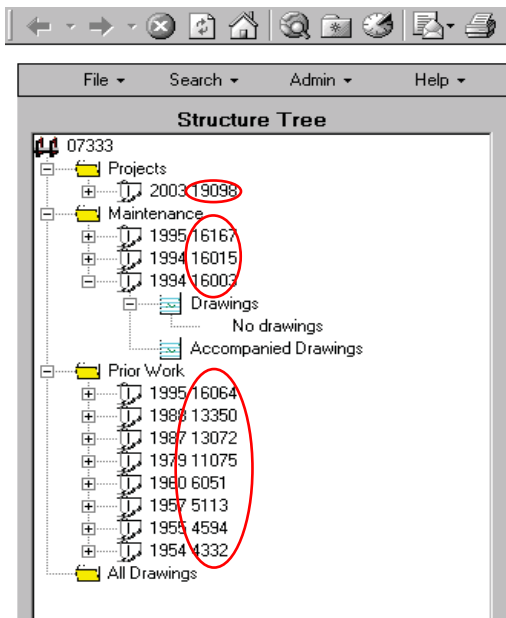 File Search Admin Help
Structure Tree
07333
Projects
2003 19098
Maintenance
1995 16167
1994 16015
1994 16003
Drawings
No drawings
Accompanied Drawings
Prior Work
1995 16064
1988 13350
1987 13072
1979 11075
1960 6051
1957 5113
1955 4594
1954 4332
All Drawings